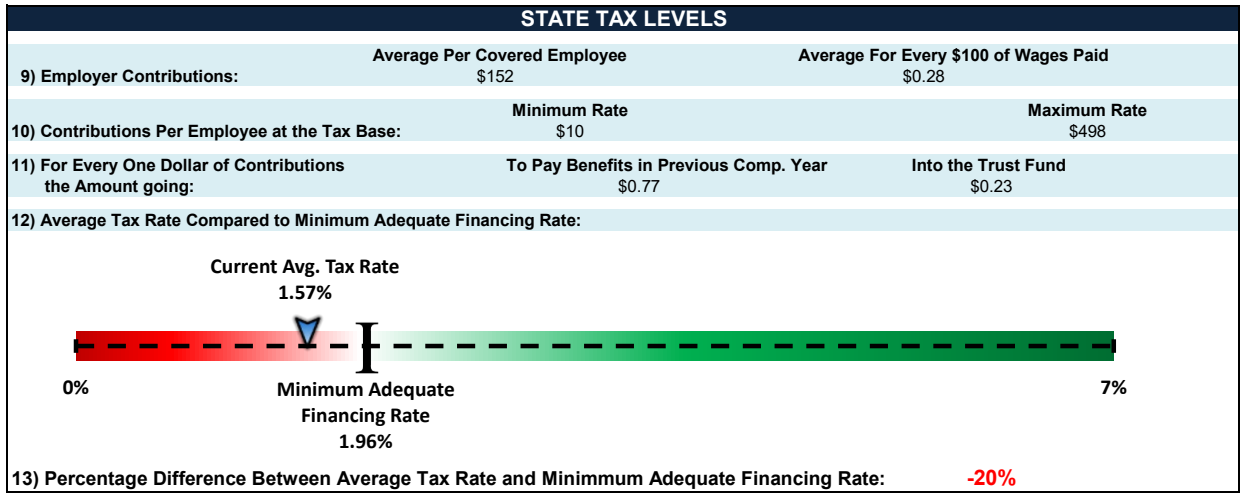 STATE TAX LEVELS
Average Per Covered Employee Average For Every $100 of Wages Paid
9) Employer Contributions: $152 $0.28
Minimum Rate Maximum Rate
10) Contributions Per Employee at the Tax Base: $10 $498
11) For Every One Dollar of Contributions To Pay Benefits in Previous Comp. Year Into the Trust Fund
the Amount going: $0.77 $0.23
12) Average Tax Rate Compared to Minimum Adequate Financing Rate:
Current Avg. Tax Rate
1.57%
0% Minimum Adequate 7%
Financing Rate
1.96%
13) Percentage Difference Between Average Tax Rate and Minimmum Adequate Financing Rate: -20%